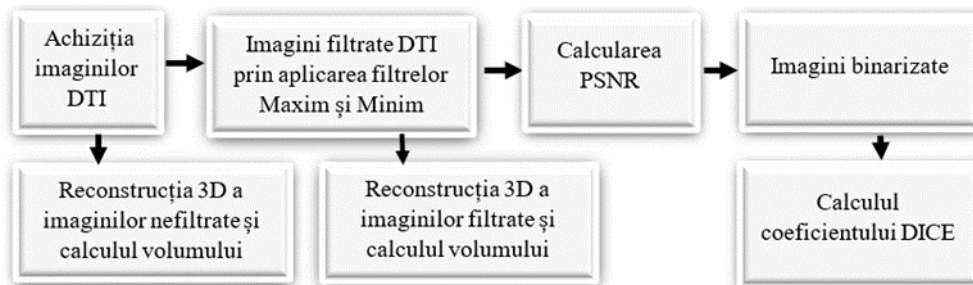 Achiziția
imaginilor
DTI
Imagini filtrate DTI
prin aplicarea filtrelor
Maxim și Minim
Calcularea
PSNR
Imagini binarizate
Reconstrucția 3D a
imaginilor nefiltrate și
calculul volumului
Reconstrucția 3D a
imaginilor filtrate și
calculul volumului
Calculul
coeficientului DICE